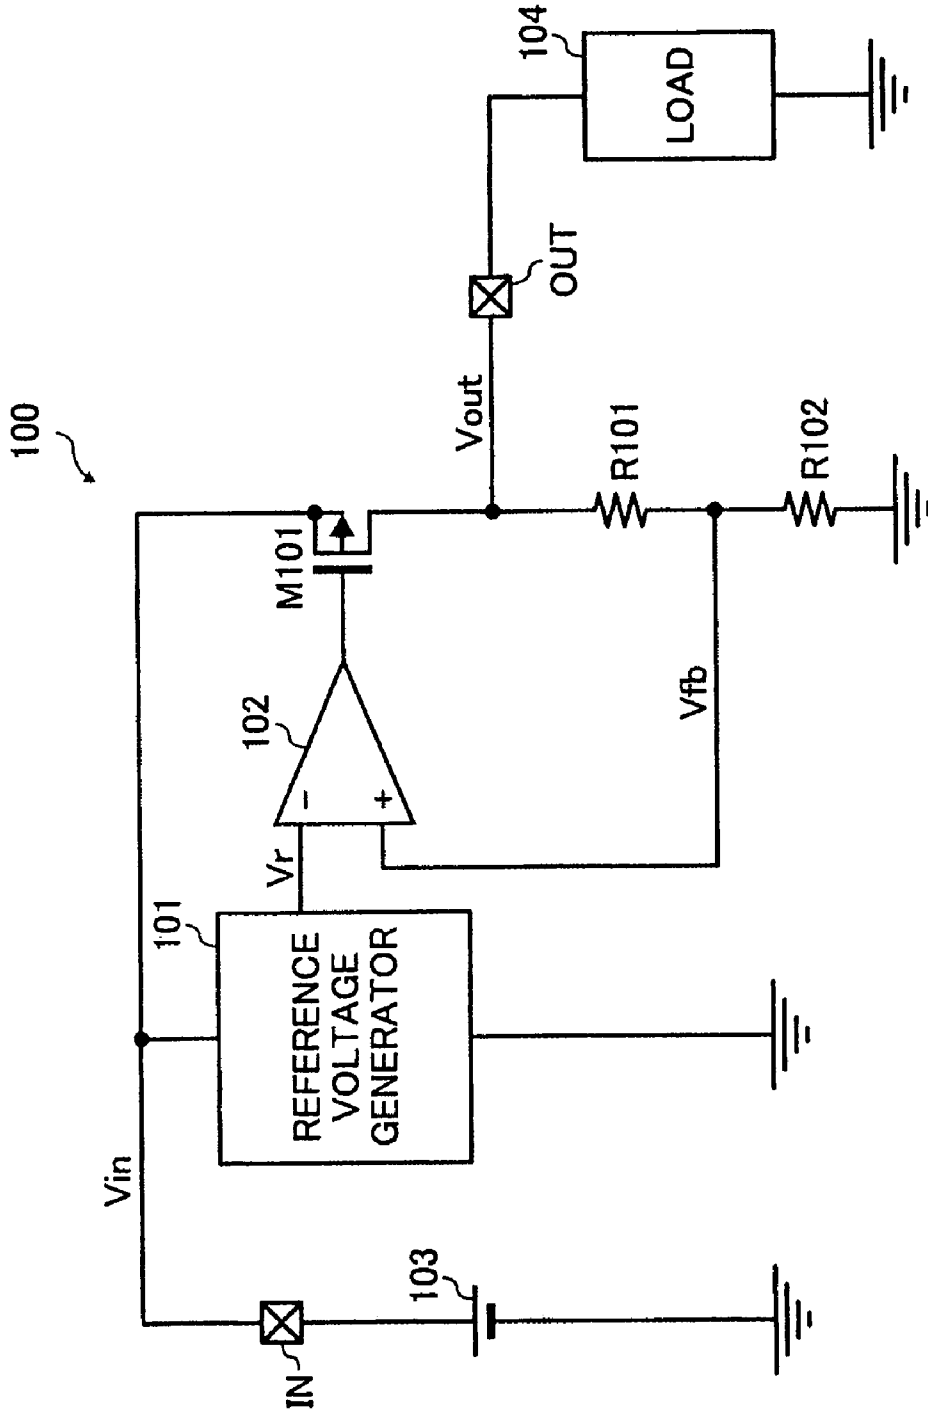 100
Vin
IN
103
101
REFERENCE
VOLTAGE
GENERATOR
Vr
102
-
+
M101
Vfb
Vout
R101
R102
OUT
104
LOAD